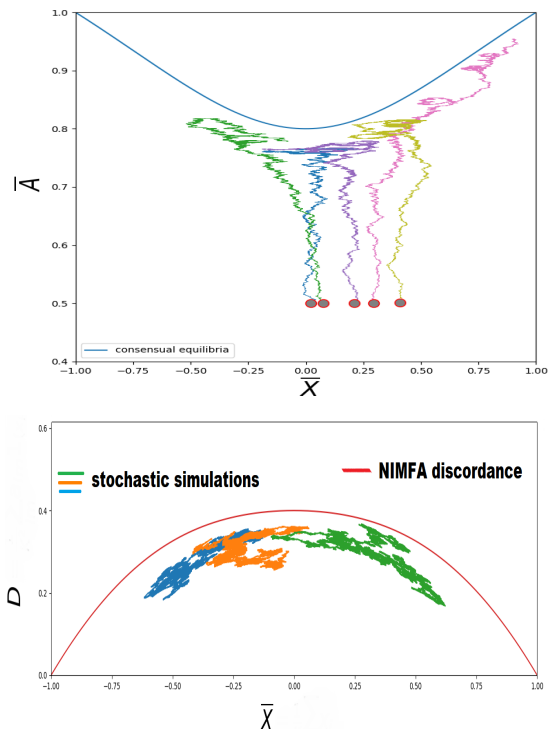 1.0
0.9
0.8
0.7
0.6
0.5
0.4
A
consensual equilibria
−1.00 −0.75 −0.50 −0.25 0.00 0.25 0.50 0.75 1.00
X
0.6
0.4
0.2
0.0
D
stochastic simulations
NIMFA discordance
−1.00 −0.75 −0.50 −0.25 0.00 0.25 0.50 0.75 1.00
X